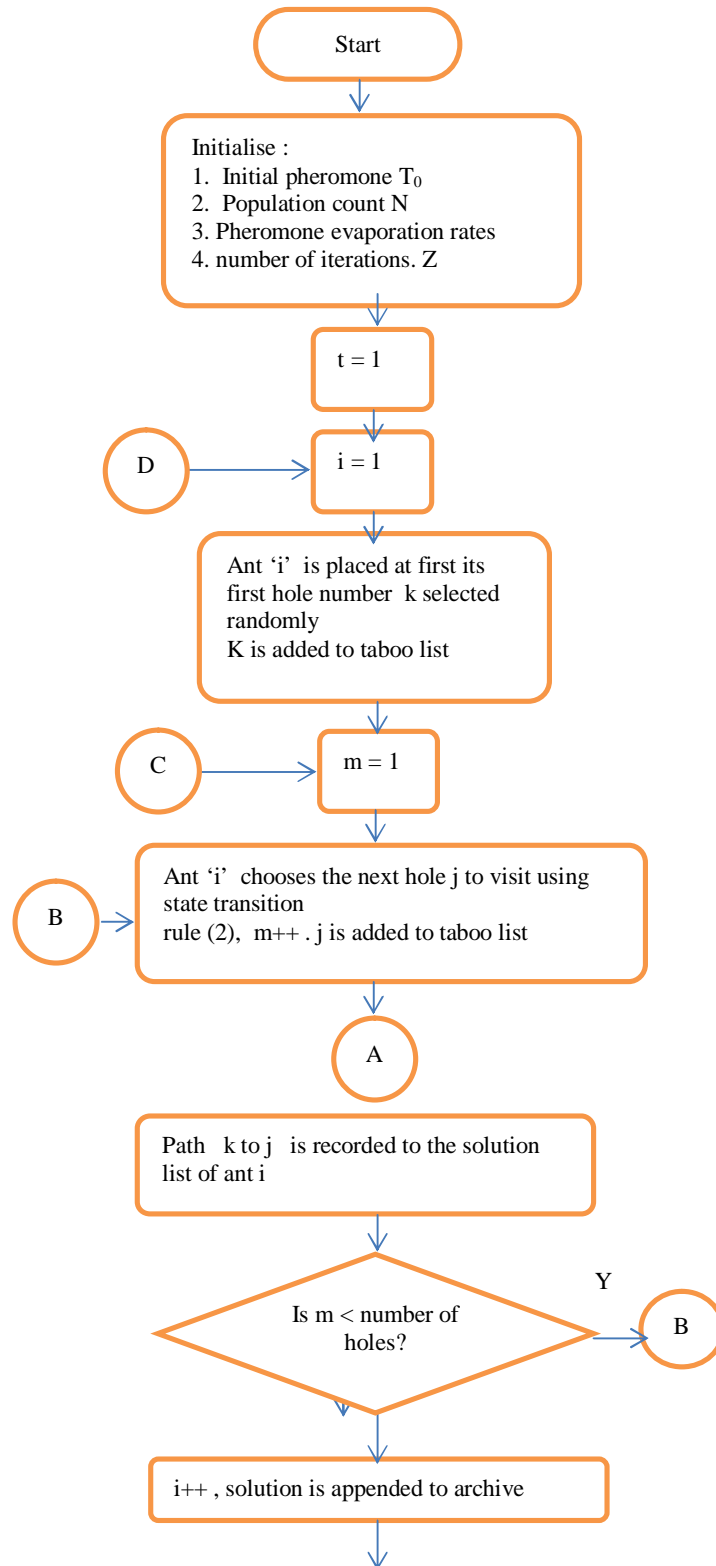 Start
Initialise :
1. Initial pheromone T₀
2. Population count N
3. Pheromone evaporation rates
4. number of iterations. Z
t = 1
D
i = 1
Ant ‘i’ is placed at first its
first hole number k selected
randomly
K is added to taboo list
C
m = 1
Ant ‘i’ chooses the next hole j to visit using
state transition
rule (2), m++ . j is added to taboo list
B
A
Path k to j is recorded to the solution
list of ant i
Is m < number of
holes?
Y
B
i++ , solution is appended to archive